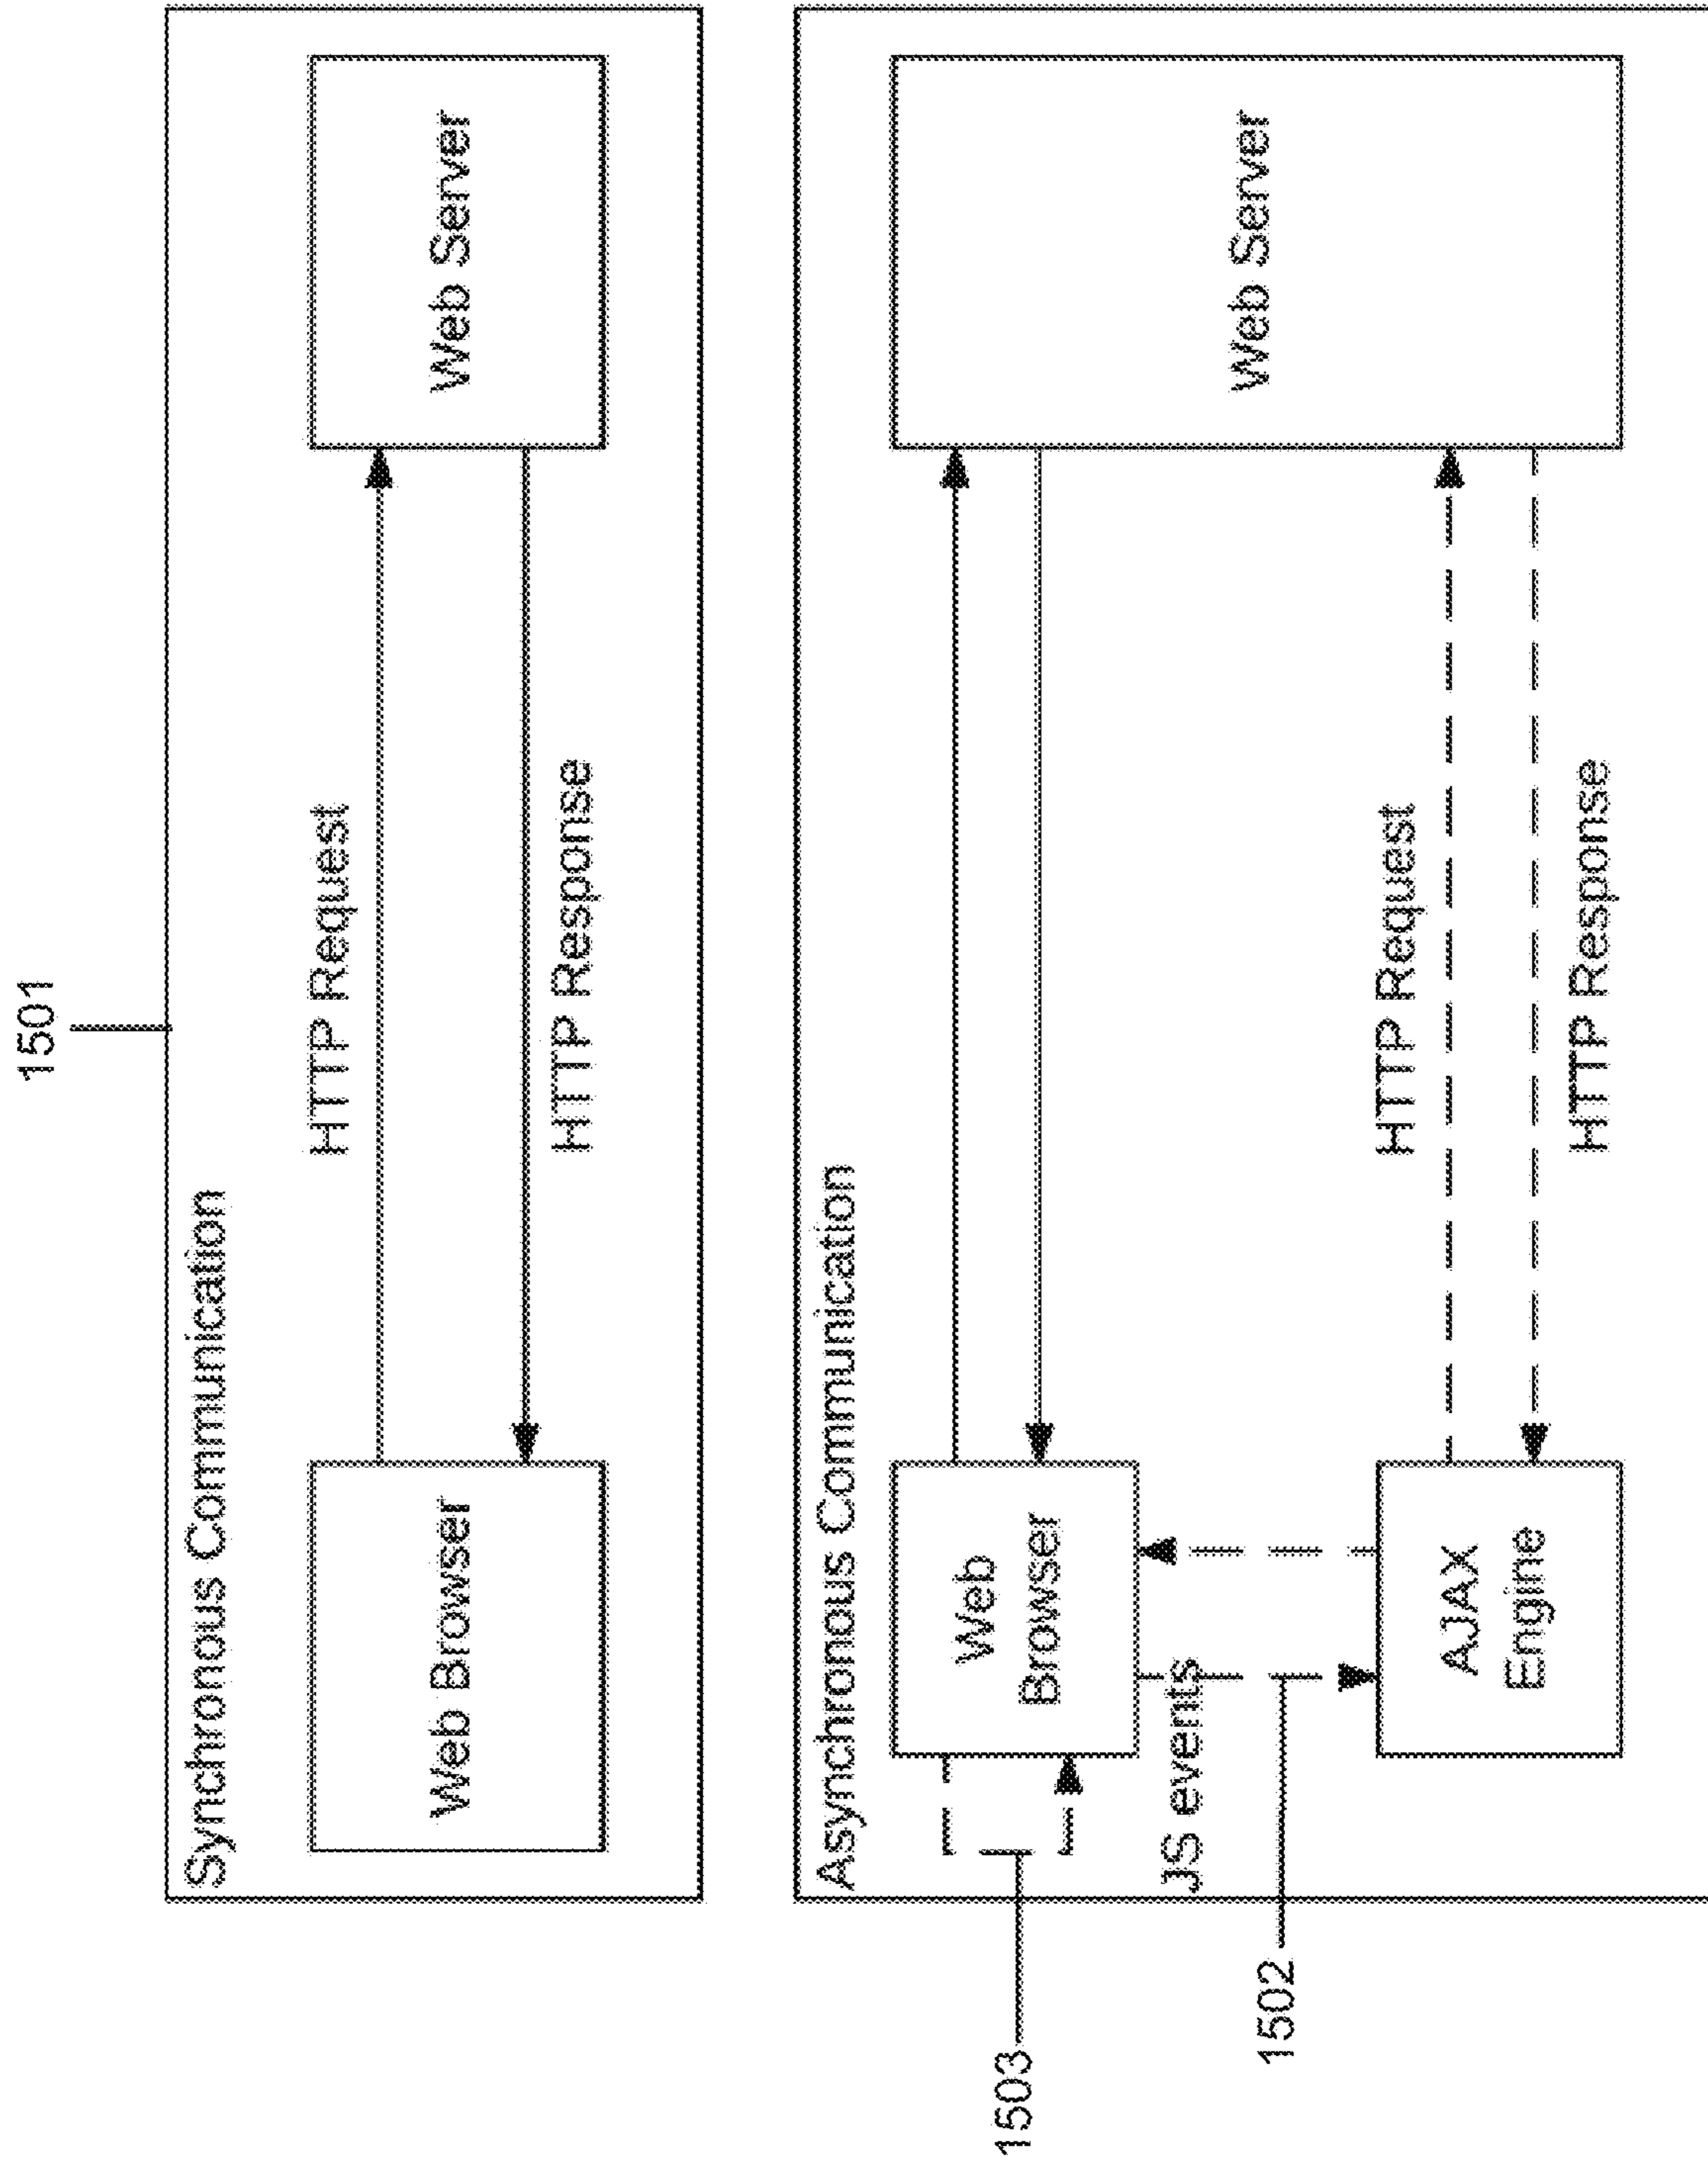 1501
Synchronous Communication
Web Browser
HTTP Request
HTTP Response
Web Server
Asynchronous Communication
Web
Browser
Web Server
1503
JS events
1502
AJAX
Engine
HTTP Request
HTTP Response